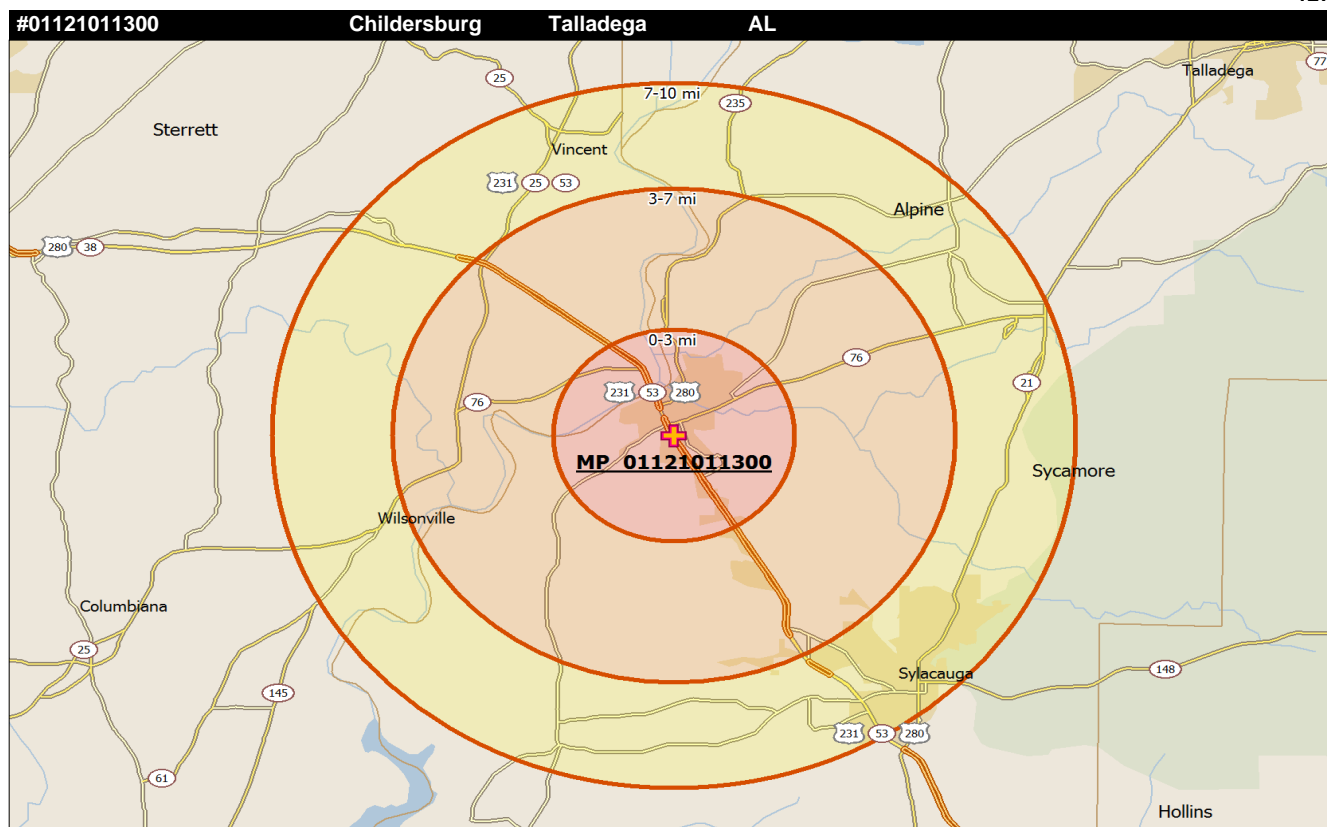 #01121011300 Childersburg Talladega AL
25
77
Talladega
7-10 mi
235
Sterrett
Vincent
231 25 53
3-7 mi
Alpine
280 38
0-3 mi
76
21
231 53 280
76
MP 01121011300
Sycamore
Wilsonville
Columbiana
25
148
Sylacauga
145
231 53 280
61
Hollins